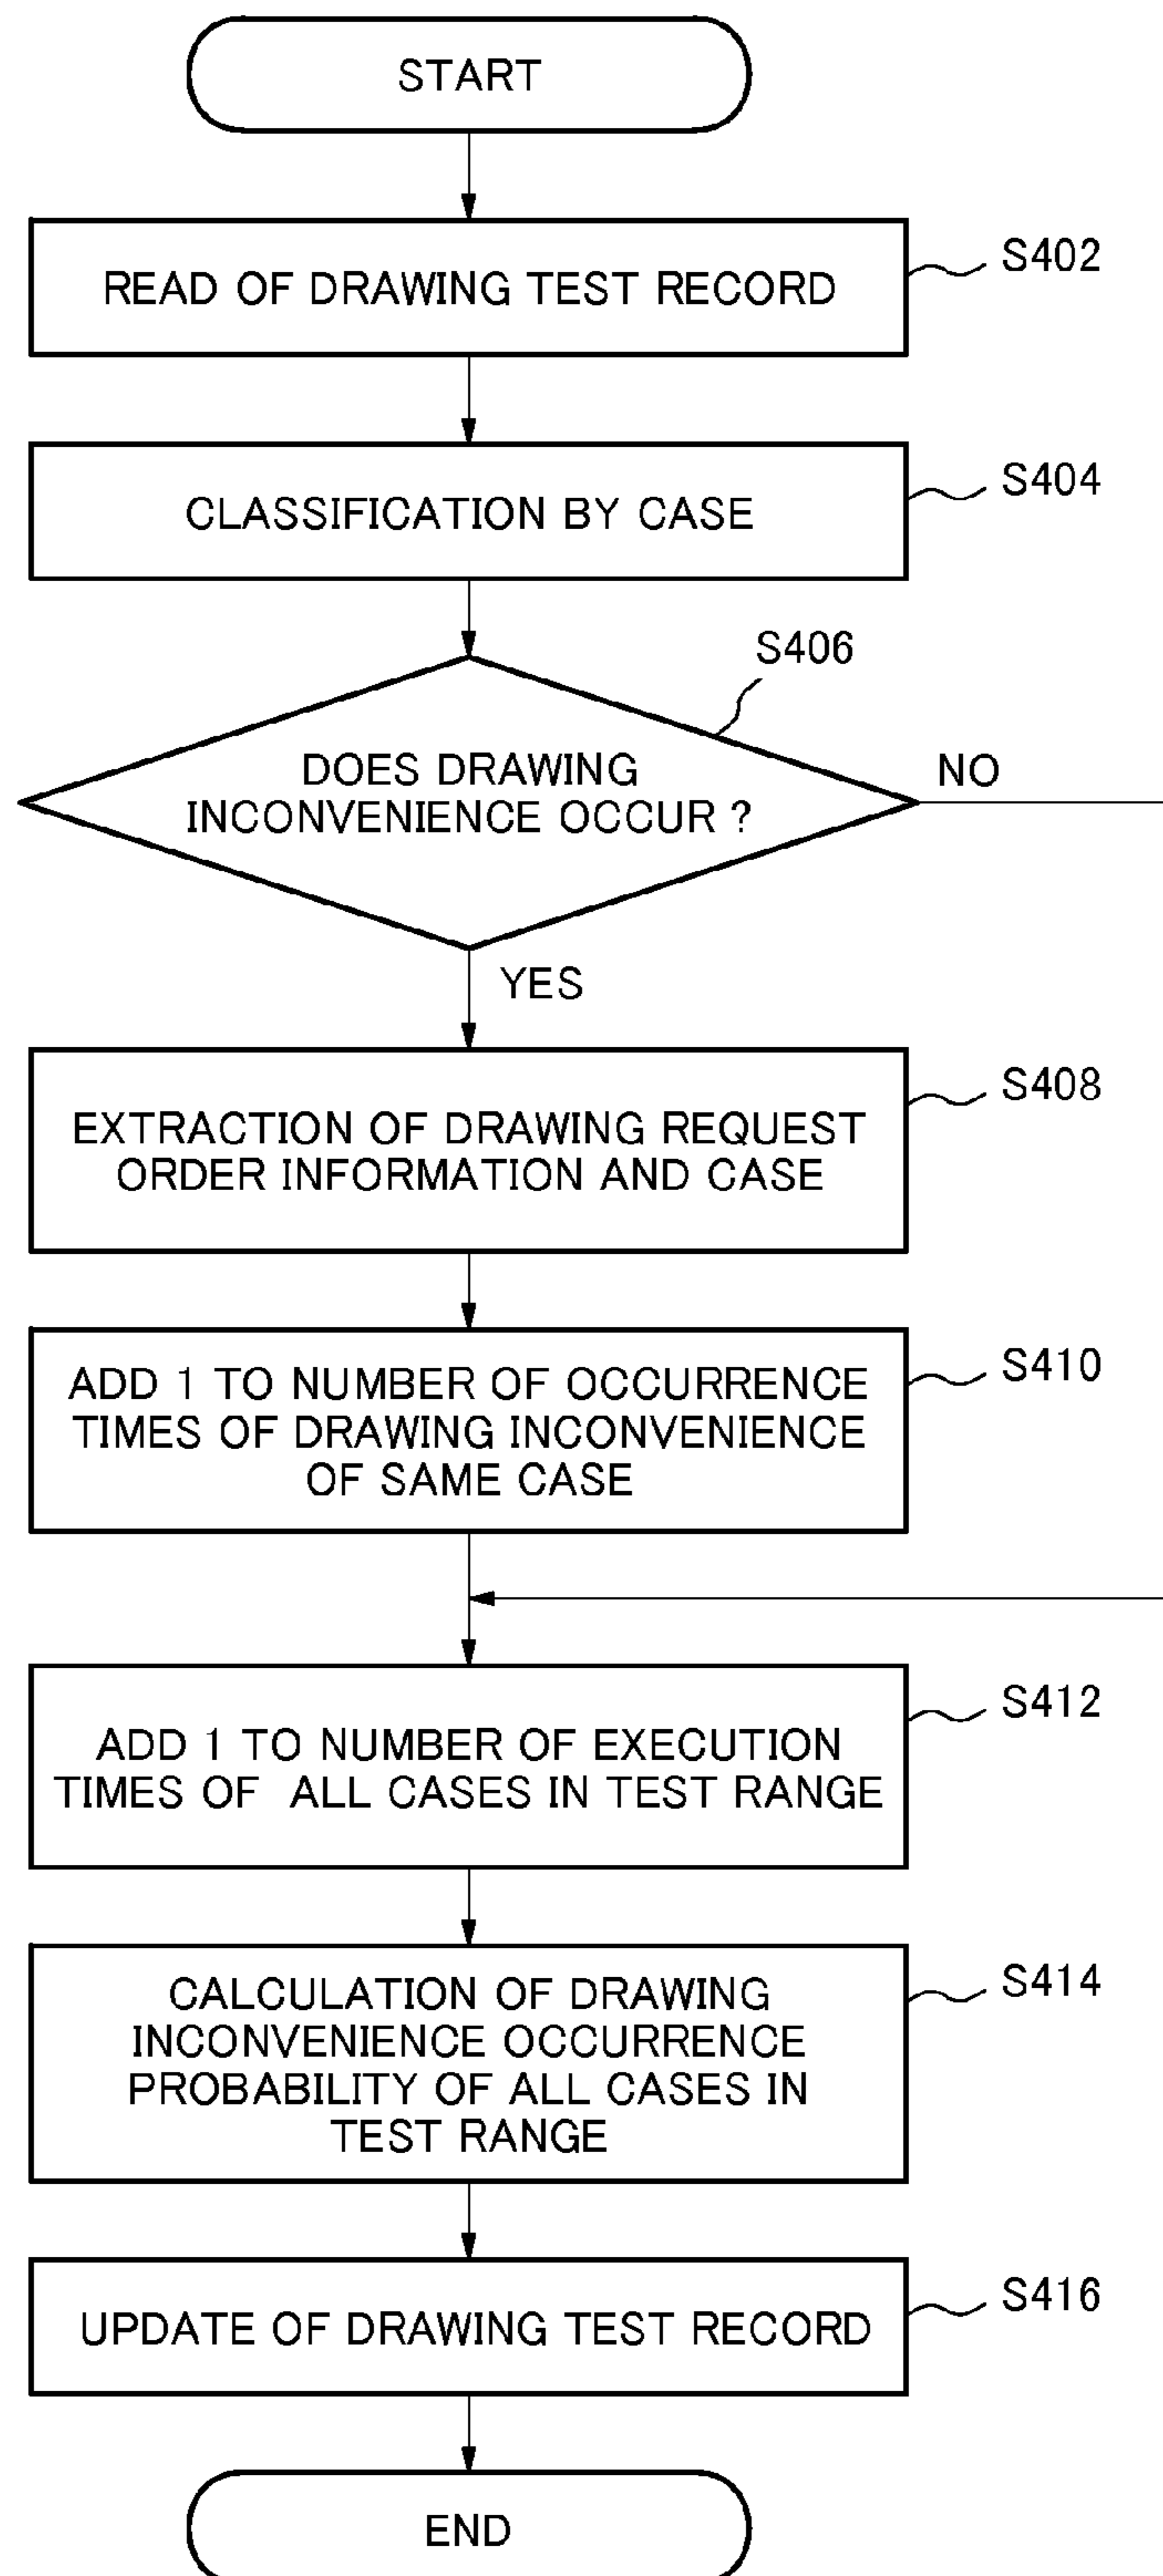 START
READ OF DRAWING TEST RECORD
S402
CLASSIFICATION BY CASE
S404
S406
DOES DRAWING
INCONVENIENCE OCCUR ?
NO
YES
EXTRACTION OF DRAWING REQUEST
ORDER INFORMATION AND CASE
S408
ADD 1 TO NUMBER OF OCCURRENCE
TIMES OF DRAWING INCONVENIENCE
OF SAME CASE
S410
ADD 1 TO NUMBER OF EXECUTION
TIMES OF ALL CASES IN TEST RANGE
S412
CALCULATION OF DRAWING
INCONVENIENCE OCCURRENCE
PROBABILITY OF ALL CASES IN
TEST RANGE
S414
UPDATE OF DRAWING TEST RECORD
S416
END